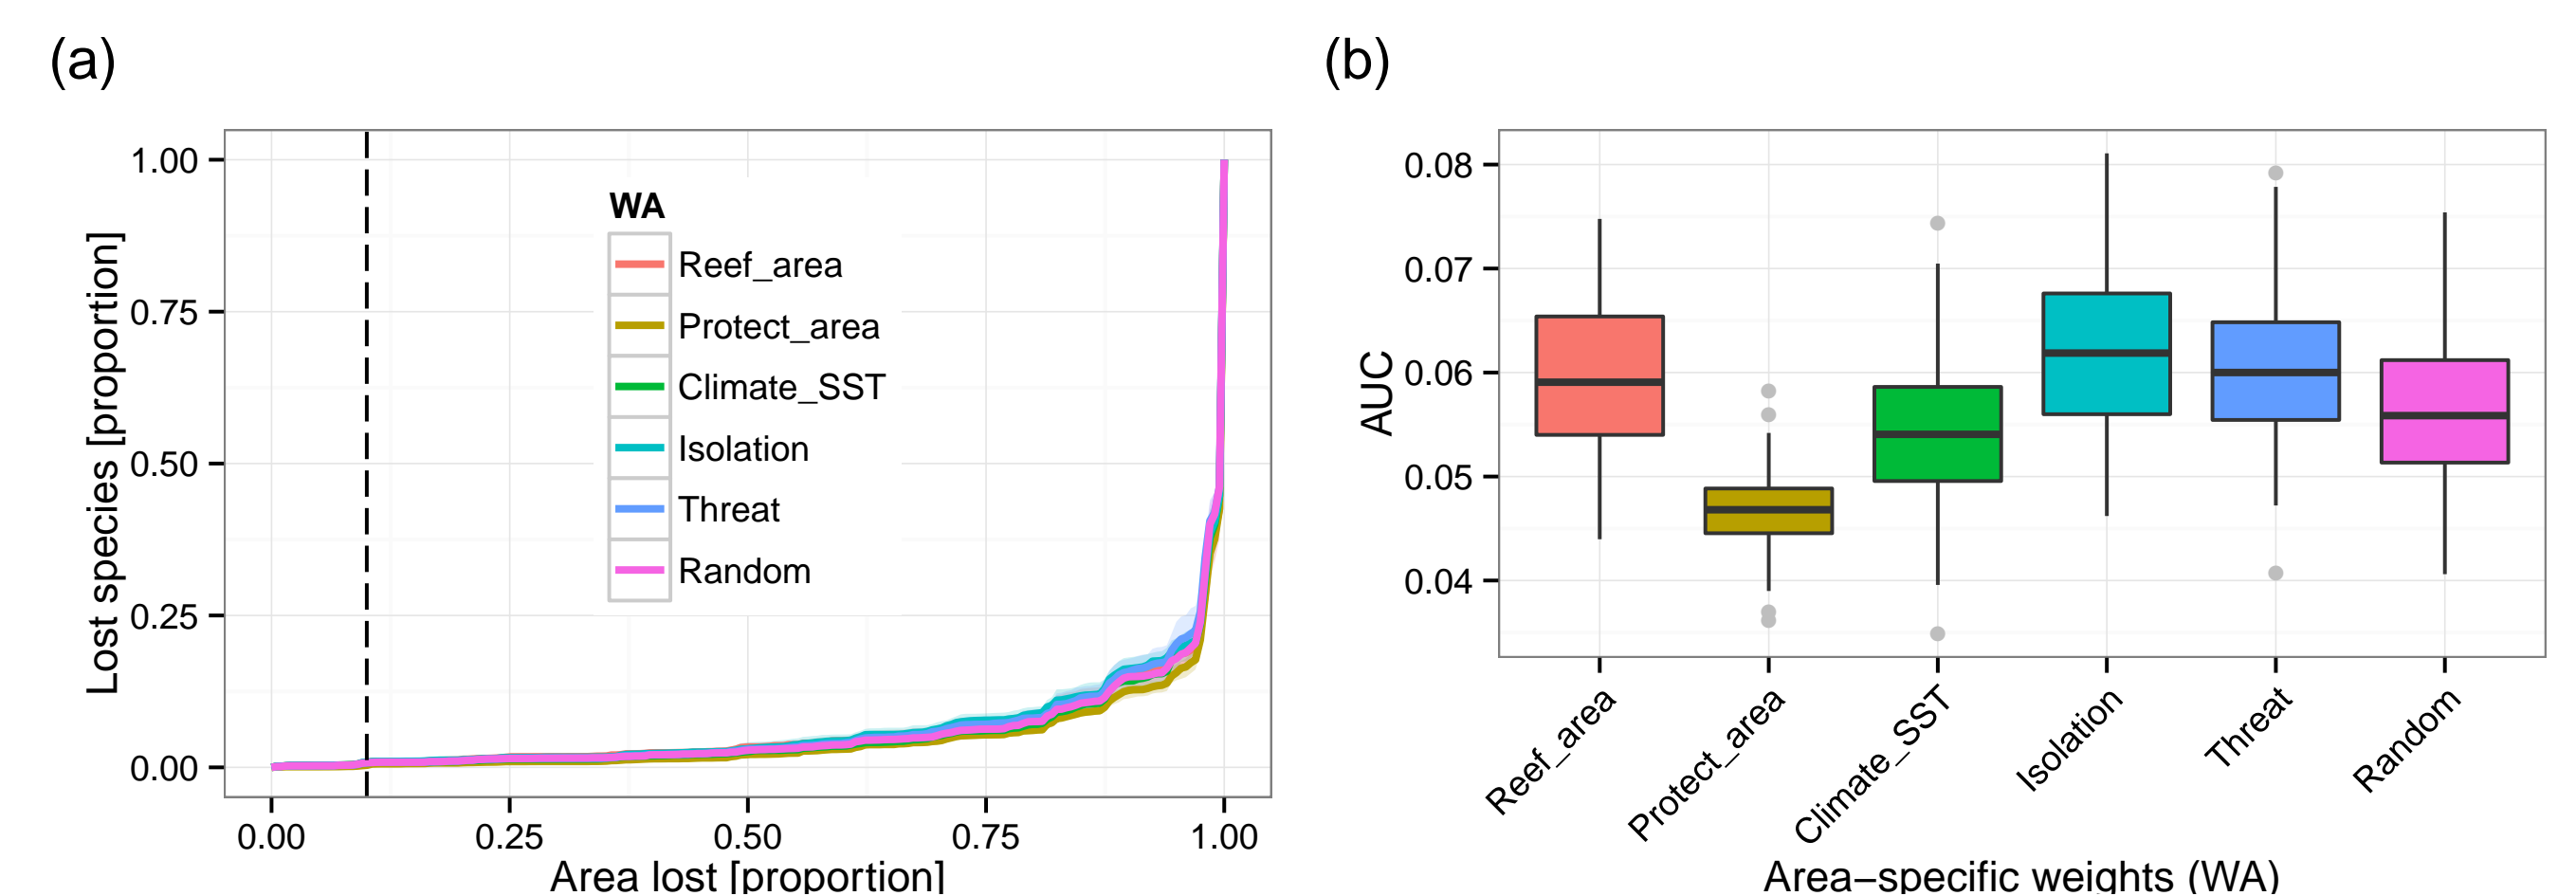 (a)
Lost species [proportion]
1.00
0.75
0.50
0.25
0.00
WA
Reef_area
Protect_area
Climate_SST
Isolation
Threat
Random
0.00 0.25 0.50 0.75 1.00
Area lost [proportion]
(b)
AUC
0.08
0.07
0.06
0.05
0.04
Reef_area
Protect_area
Climate_SST
Isolation
Threat
Random
Area−specific weights (WA)